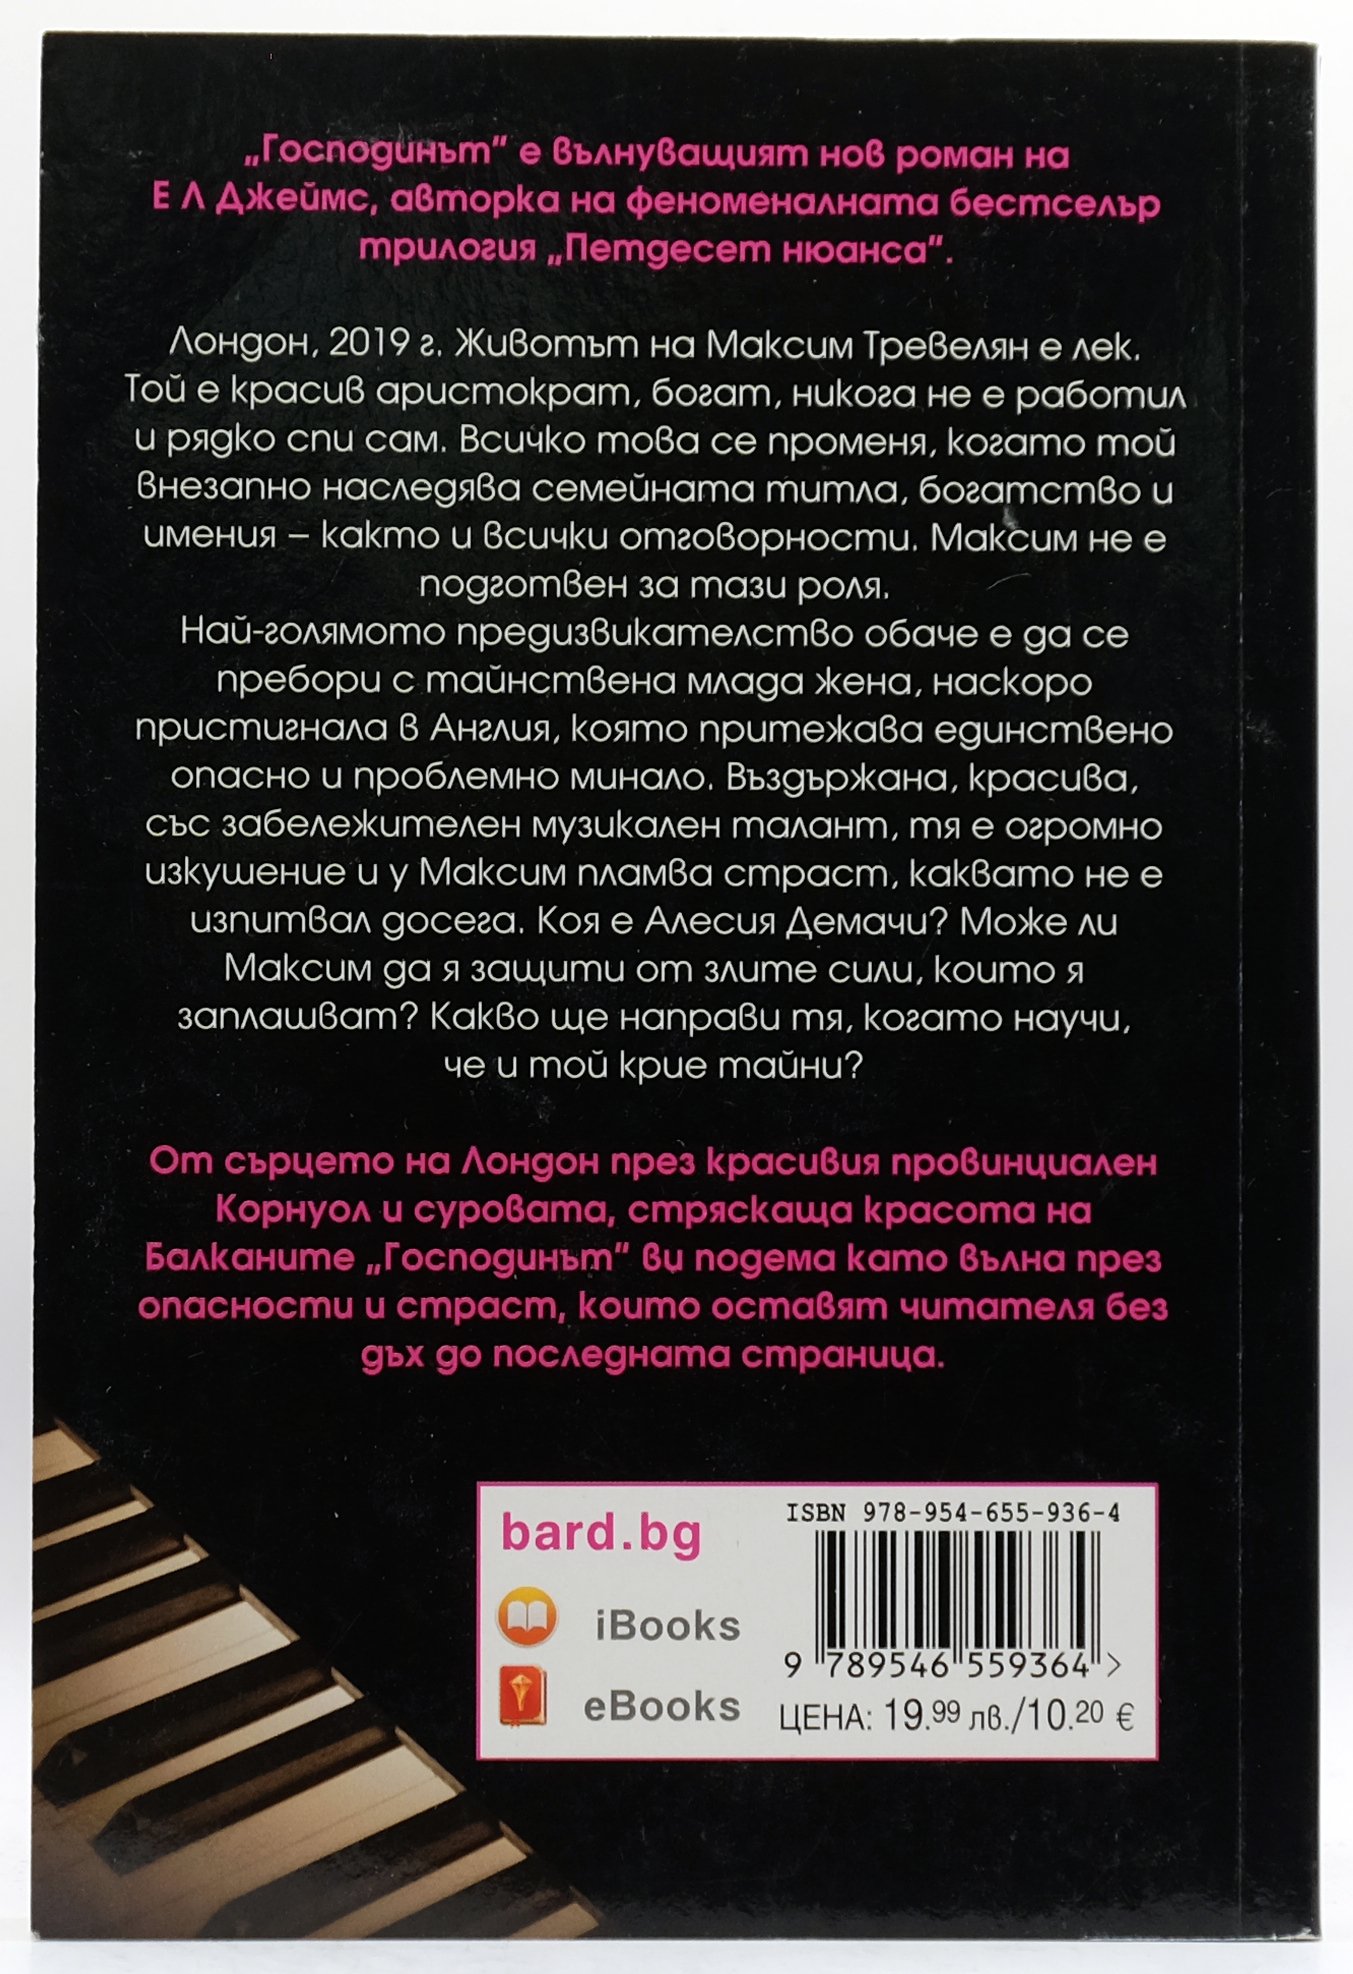 „Господинът“ е вълнуващият нов роман на
Е Л Джеймс, авторка на феноменалната бестселър
трилогия „Петдесет нюанса“.
Лондон, 2019 г. Животът на Максим Тревелян е лек.
Той е красив аристократ, богат, никога не е работил
и рядко спи сам. Всичко това се променя, когато той
внезапно наследява семейната титла, богатство и
имения – както и всички отговорности. Максим не е
подготвен за тази роля.
Най-голямото предизвикателство обаче е да се
пребори с тайнствена млада жена, наскоро
пристигнала в Англия, която притежава единствено
опасно и проблемно минало. Въздържана, красива,
със забележителен музикален талант, тя е огромно
изкушение и у Максим пламва страст, каквато не е
изпитвал досега. Коя е Алесия Демачи? Може ли
Максим да я защити от злите сили, които я
заплашват? Какво ще направи тя, когато научи,
че и той крие тайни?
От сърцето на Лондон през красивия провинциален
Корнуол и суровата, стряскаща красота на
Балканите „Господинът“ ви подема като вълна през
опасности и страст, които оставят читателя без
дъх до последната страница.
bard.bg
iBooks
eBooks
ISBN 978-954-655-936-4
9 789546 559364 >
ЦЕНА: 19.99 лв./10.20 €